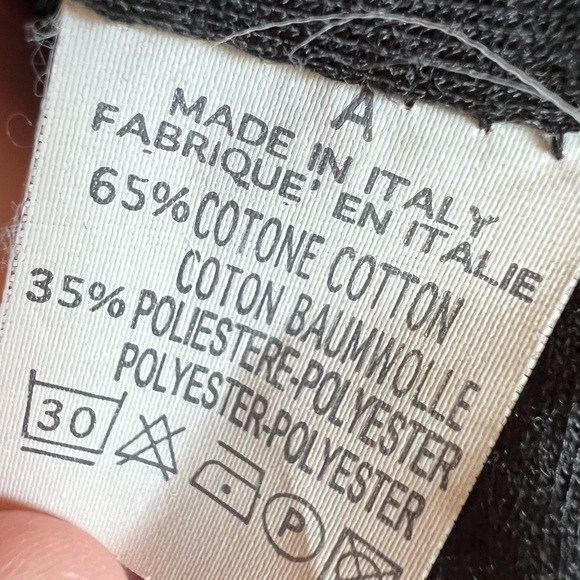 A
MADE IN ITALY
FABRIQUE' EN ITALIE
65% COTONE COTTON
COTON BAUMWOLLE
35% POLIESTERE-POLYESTER
POLYESTER-POLYESTER
30
P